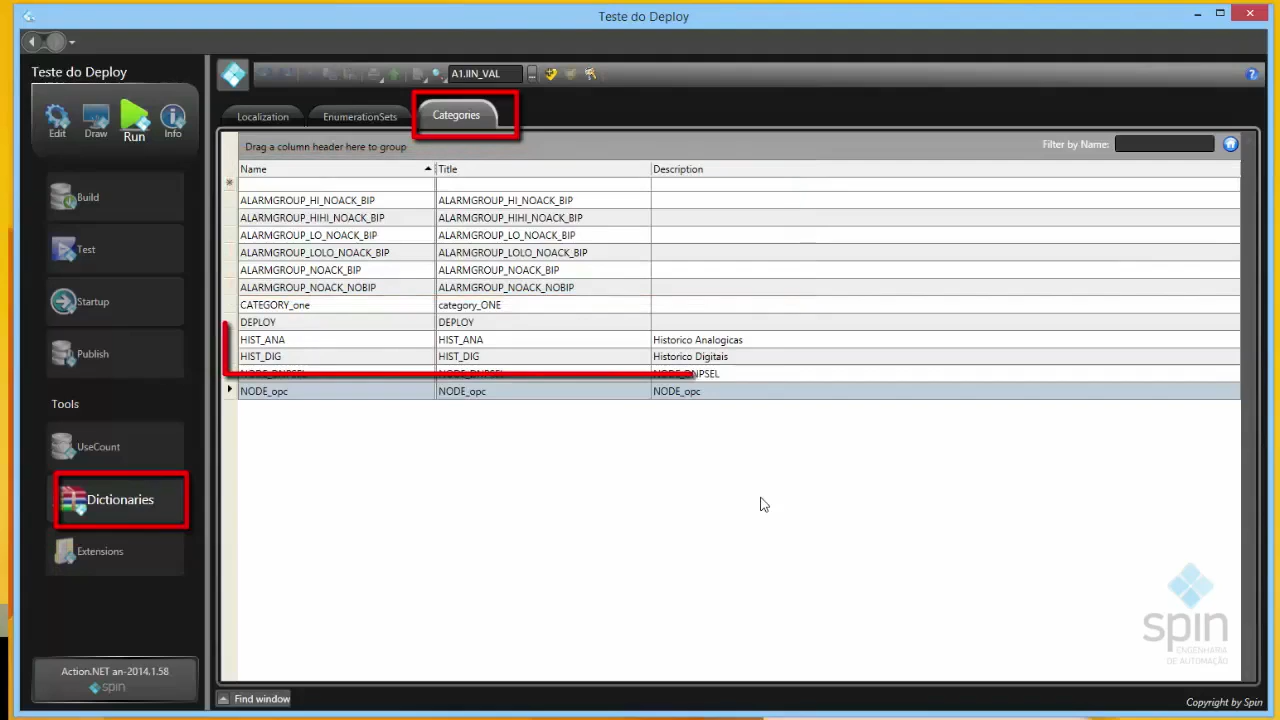 Teste do Deploy
Teste do Deploy
A1.IIN_VAL
Edit Draw Run Info
Localization EnumerationSets Categories
Drag a column header here to group
Filter by Name:
Name Title Description
ALARMGROUP_HI_NOACK_BIP ALARMGROUP_HI_NOACK_BIP
ALARMGROUP_HIHI_NOACK_BIP ALARMGROUP_HIHI_NOACK_BIP
ALARMGROUP_LO_NOACK_BIP ALARMGROUP_LO_NOACK_BIP
ALARMGROUP_LOLO_NOACK_BIP ALARMGROUP_LOLO_NOACK_BIP
ALARMGROUP_NOACK_BIP ALARMGROUP_NOACK_BIP
ALARMGROUP_NOACK_NOBIP ALARMGROUP_NOACK_NOBIP
CATEGORY_one category_ONE
DEPLOY DEPLOY
HIST_ANA HIST_ANA Historico Analogicas
HIST_DIG HIST_DIG Historico Digitais
NODE_DNPSEL NODE_DNPSEL NODE_DNPSEL
NODE_opc NODE_opc NODE_opc
Build
Test
Startup
Publish
Tools
UseCount
Dictionaries
Extensions
Action.NET an-2014.1.58
spin
Find window
spin
ENGENHARIA
DE AUTOMAÇÃO
Copyright by Spin